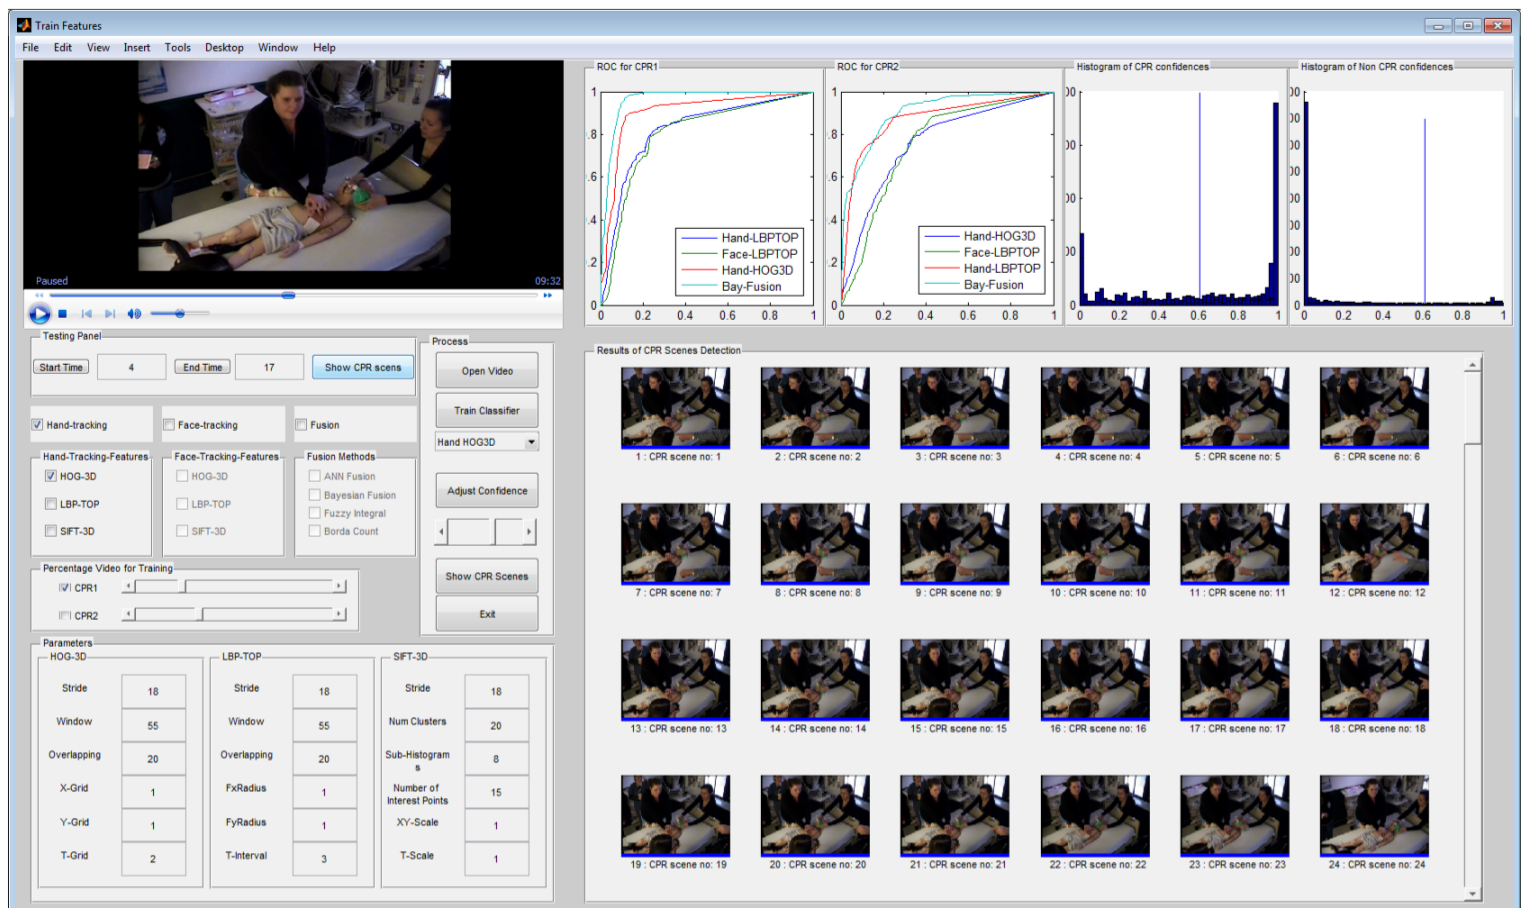 Train Features
File Edit View Insert Tools Desktop Window Help
Paused 09:32
ROC for CPR1
1
.8
.6
.4
.2
0
0 0.2 0.4 0.6 0.8 1
Hand-LBPTOP
Face-LBPTOP
Hand-HOG3D
Bay-Fusion
ROC for CPR2
1
.8
.6
.4
.2
0
0 0.2 0.4 0.6 0.8 1
Hand-HOG3D
Face-LBPTOP
Hand-LBPTOP
Bay-Fusion
Histogram of CPR confidences
00
00
00
00
0
0 0.2 0.4 0.6 0.8 1
Histogram of Non CPR confidences
00
00
00
00
00
00
00
00
0
0 0.2 0.4 0.6 0.8 1
Testing Panel
Start Time 4 End Time 17 Show CPR scens
Hand-tracking Face-tracking Fusion
Hand-Tracking-Features
HOG-3D
LBP-TOP
SIFT-3D
Face-Tracking-Features
HOG-3D
LBP-TOP
SIFT-3D
Fusion Methods
ANN Fusion
Bayesian Fusion
Fuzzy Integral
Borda Count
Percentage Video for Training
CPR1
CPR2
Process
Open Video
Train Classifier
Hand HOG3D
Adjust Confidence
Show CPR Scenes
Exit
Parameters
HOG-3D
Stride 18
Window 55
Overlapping 20
X-Grid 1
Y-Grid 1
T-Grid 2
LBP-TOP
Stride 18
Window 55
Overlapping 20
FxRadius 1
FyRadius 1
T-Interval 3
SIFT-3D
Stride 18
Num Clusters 20
Sub-Histogram
s 8
Number of
Interest Points 15
XY-Scale 1
T-Scale 1
Results of CPR Scenes Detection
1 : CPR scene no: 1 2 : CPR scene no: 2 3 : CPR scene no: 3 4 : CPR scene no: 4 5 : CPR scene no: 5 6 : CPR scene no: 6
7 : CPR scene no: 7 8 : CPR scene no: 8 9 : CPR scene no: 9 10 : CPR scene no: 10 11 : CPR scene no: 11 12 : CPR scene no: 12
13 : CPR scene no: 13 14 : CPR scene no: 14 15 : CPR scene no: 15 16 : CPR scene no: 16 17 : CPR scene no: 17 18 : CPR scene no: 18
19 : CPR scene no: 19 20 : CPR scene no: 20 21 : CPR scene no: 21 22 : CPR scene no: 22 23 : CPR scene no: 23 24 : CPR scene no: 24